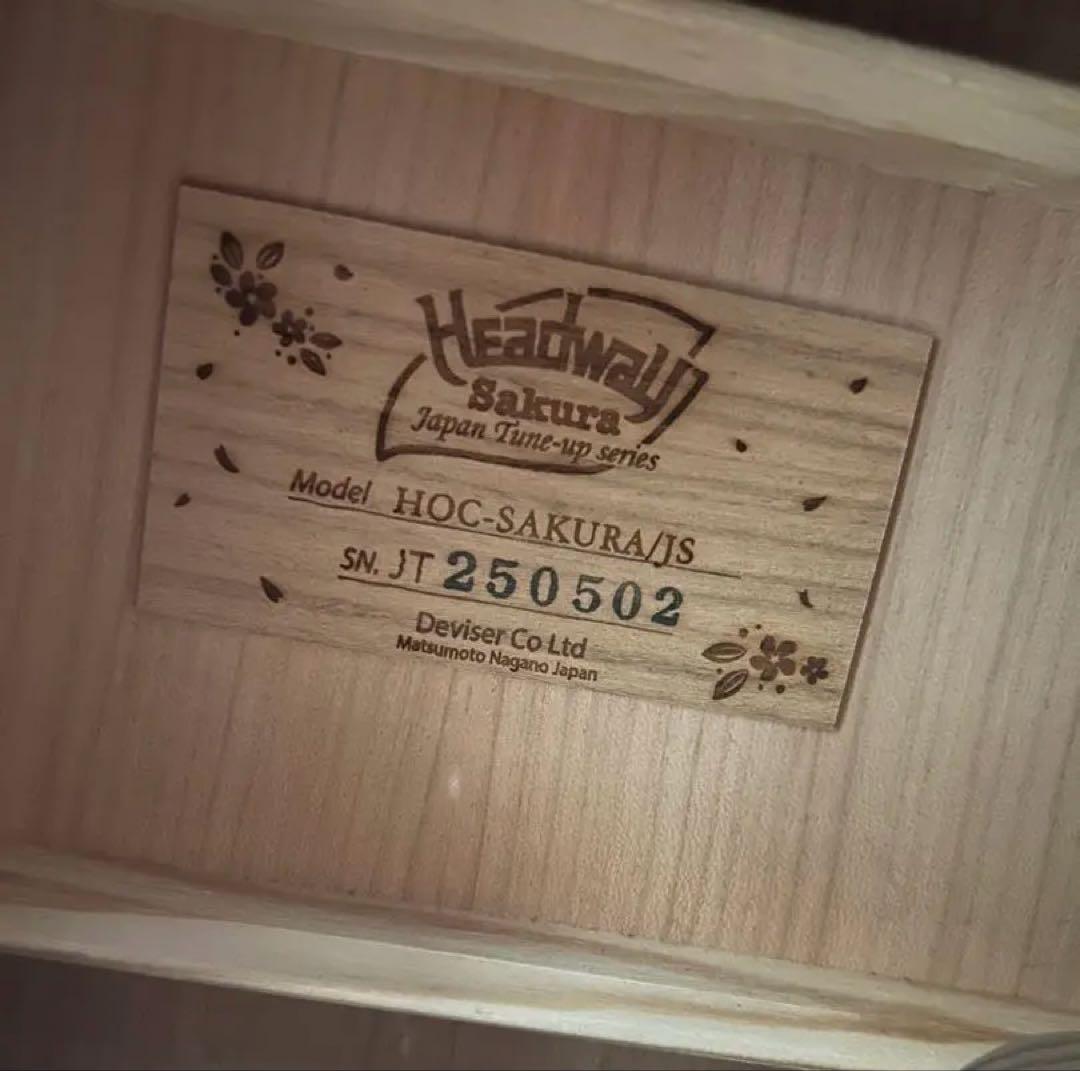 Headway
Sakura
Japan Tune-up series
Model HOC-SAKURA/JS
SN. JT 250502
Deviser Co Ltd
Matsumoto Nagano Japan